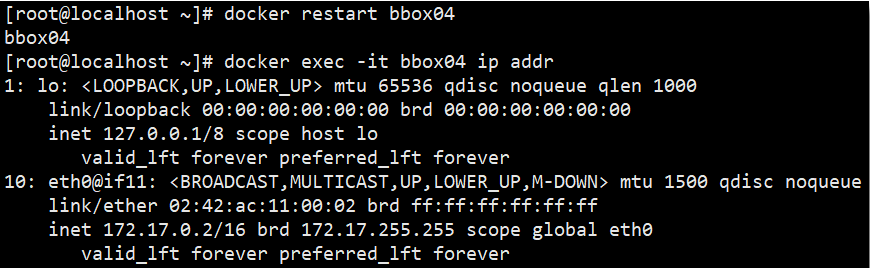 [root@localhost ~]# docker restart bbox04
bbox04
[root@localhost ~]# docker exec -it bbox04 ip addr
1: lo: <LOOPBACK,UP,LOWER_UP> mtu 65536 qdisc noqueue qlen 1000
    link/loopback 00:00:00:00:00:00 brd 00:00:00:00:00:00
    inet 127.0.0.1/8 scope host lo
       valid_lft forever preferred_lft forever
10: eth0@if11: <BROADCAST,MULTICAST,UP,LOWER_UP,M-DOWN> mtu 1500 qdisc noqueue
    link/ether 02:42:ac:11:00:02 brd ff:ff:ff:ff:ff:ff
    inet 172.17.0.2/16 brd 172.17.255.255 scope global eth0
       valid_lft forever preferred_lft forever